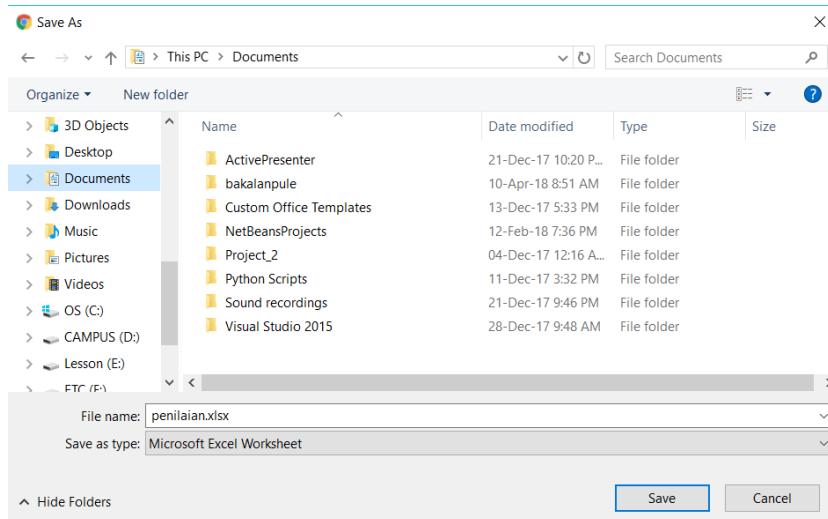 Save As
This PC > Documents
Search Documents
Organize
New folder
3D Objects
Desktop
Documents
Downloads
Music
Pictures
Videos
OS (C:)
CAMPUS (D:)
Lesson (E:)
ETC (F:)
Name Date modified Type Size
ActivePresenter 21-Dec-17 10:20 P... File folder
bakalanpule 10-Apr-18 8:51 AM File folder
Custom Office Templates 13-Dec-17 5:33 PM File folder
NetBeansProjects 12-Feb-18 7:36 PM File folder
Project_2 04-Dec-17 12:16 A... File folder
Python Scripts 11-Dec-17 3:32 PM File folder
Sound recordings 21-Dec-17 9:46 PM File folder
Visual Studio 2015 28-Dec-17 9:48 AM File folder
File name: penilaian.xlsx
Save as type: Microsoft Excel Worksheet
Hide Folders
Save
Cancel